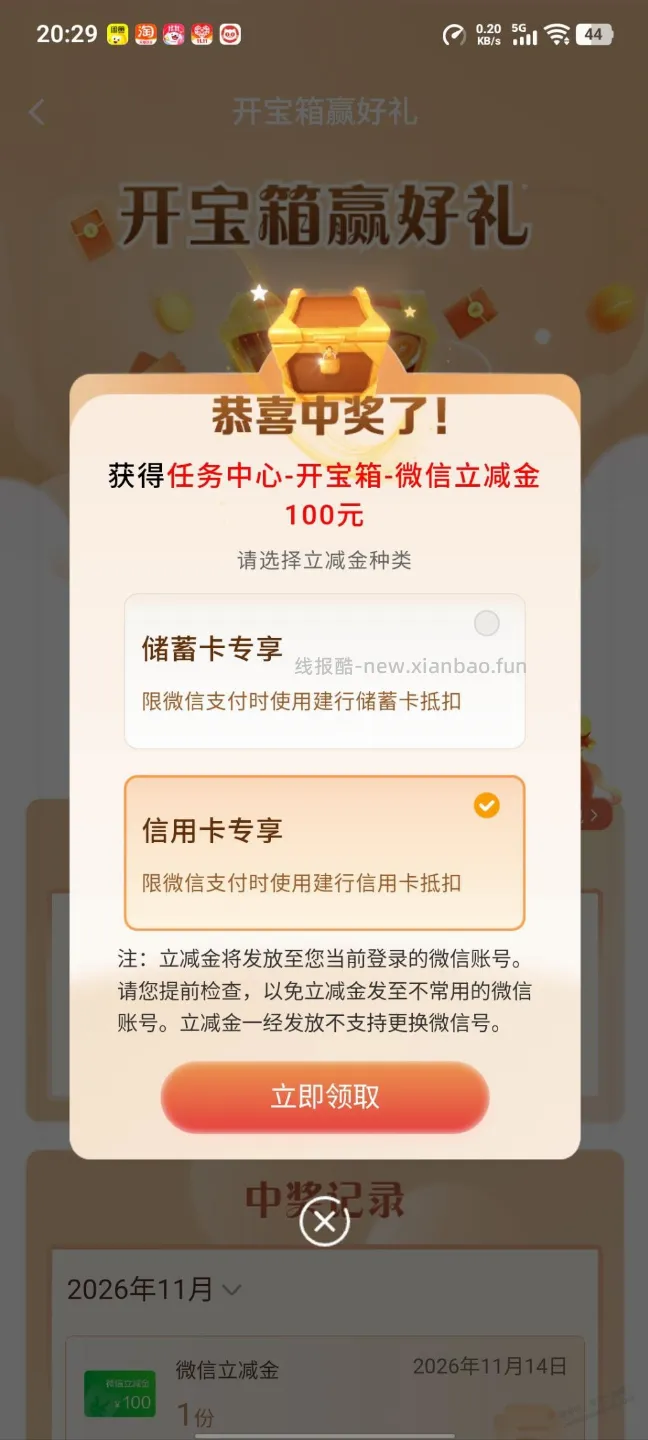 20:29
0.20
KB/s
5G
44
开宝箱赢好礼
开宝箱赢好礼
恭喜中奖了!
获得任务中心-开宝箱-微信立减金
100元
请选择立减金种类
储蓄卡专享
线报酷-new.xianbao.fun
限微信支付时使用建行储蓄卡抵扣
信用卡专享
限微信支付时使用建行信用卡抵扣
注：立减金将发放至您当前登录的微信账号。
请您提前检查，以免立减金发至不常用的微信
账号。立减金一经发放不支持更换微信号。
立即领取
中奖记录
2026年11月
微信立减金
2026年11月14日
微信立减金
¥100
1份